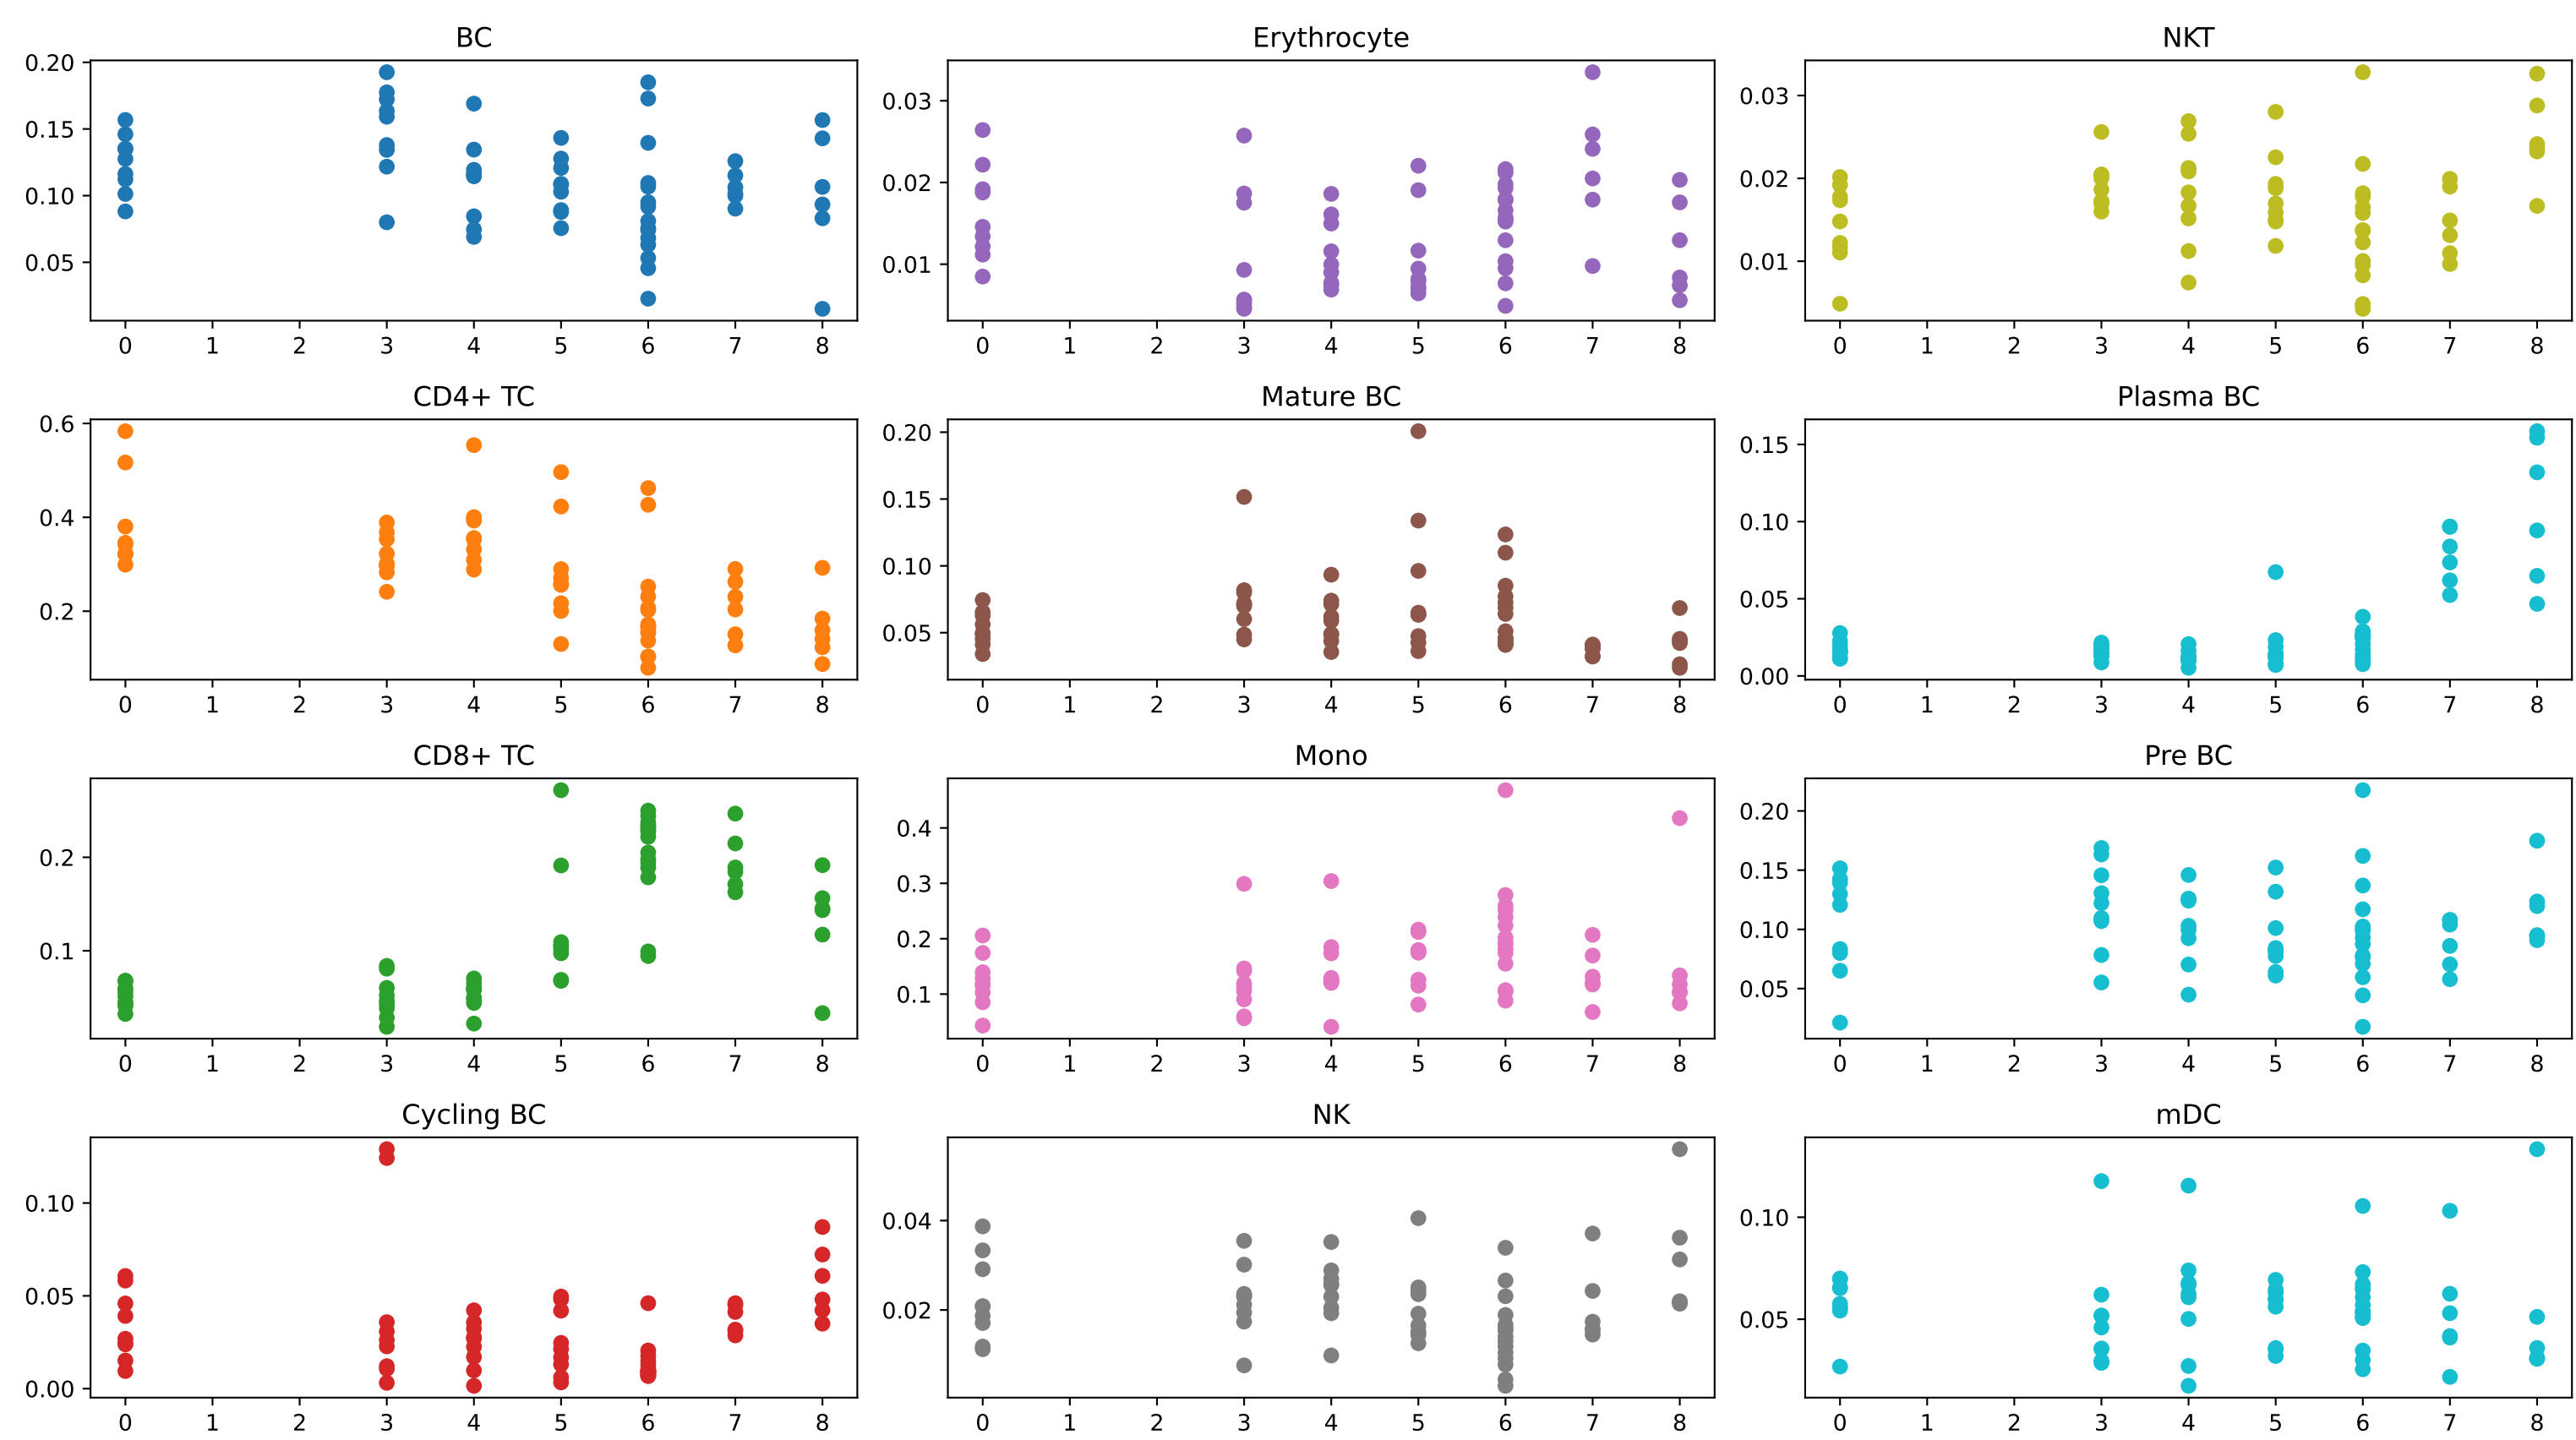 BC
0.20
0.15
0.10
0.05
0 1 2 3 4 5 6 7 8
Erythrocyte
0.03
0.02
0.01
0 1 2 3 4 5 6 7 8
NKT
0.03
0.02
0.01
0 1 2 3 4 5 6 7 8
CD4+ TC
0.6
0.4
0.2
0 1 2 3 4 5 6 7 8
Mature BC
0.20
0.15
0.10
0.05
0 1 2 3 4 5 6 7 8
Plasma BC
0.15
0.10
0.05
0.00
0 1 2 3 4 5 6 7 8
CD8+ TC
0.2
0.1
0 1 2 3 4 5 6 7 8
Mono
0.4
0.3
0.2
0.1
0 1 2 3 4 5 6 7 8
Pre BC
0.20
0.15
0.10
0.05
0 1 2 3 4 5 6 7 8
Cycling BC
0.10
0.05
0.00
0 1 2 3 4 5 6 7 8
NK
0.04
0.02
0 1 2 3 4 5 6 7 8
mDC
0.10
0.05
0 1 2 3 4 5 6 7 8